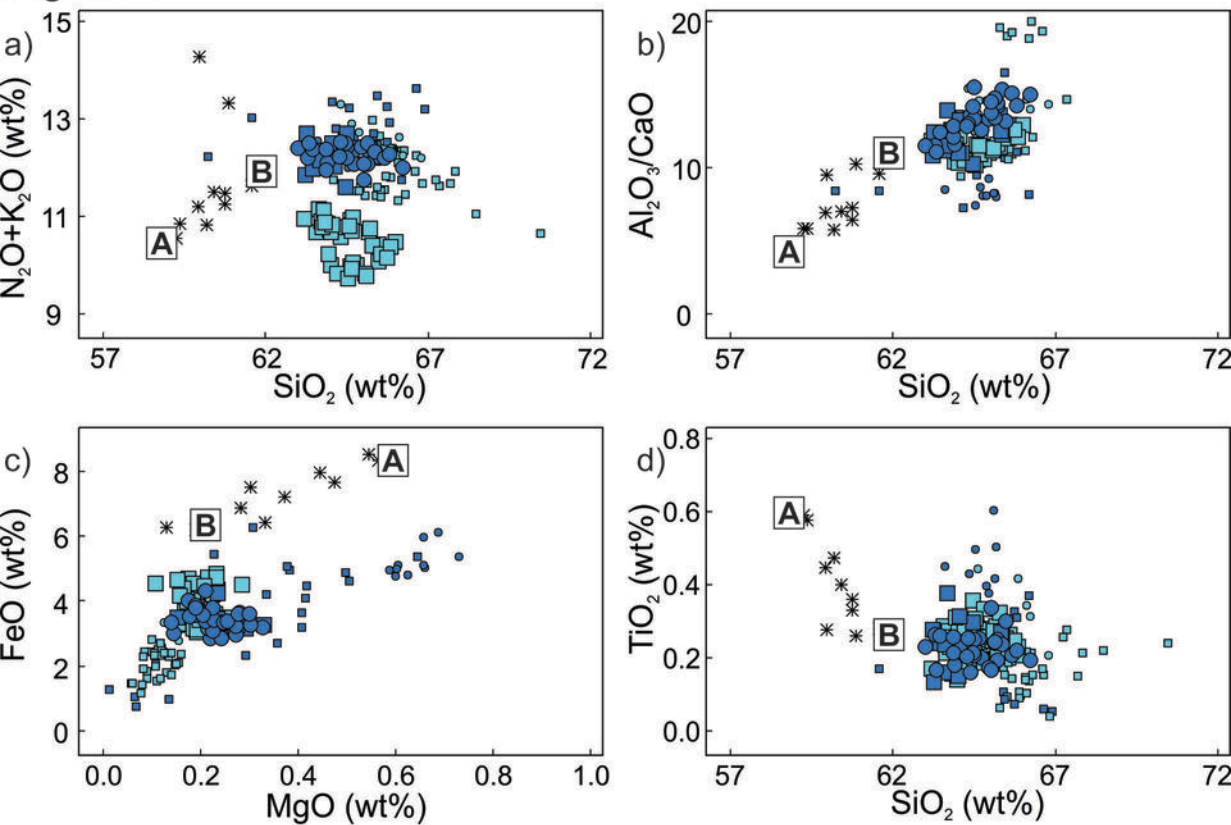 a)
N₂O+K₂O (wt%)
15
13
11
9
B
A
57 62 67 72
SiO₂ (wt%)
b)
Al₂O₃/CaO
20
10
0
B
A
57 62 67 72
SiO₂ (wt%)
c)
FeO (wt%)
8
6
4
2
0
A
B
0.0 0.2 0.4 0.6 0.8 1.0
MgO (wt%)
d)
TiO₂ (wt%)
0.8
0.6
0.4
0.2
0.0
A
B
57 62 67 72
SiO₂ (wt%)